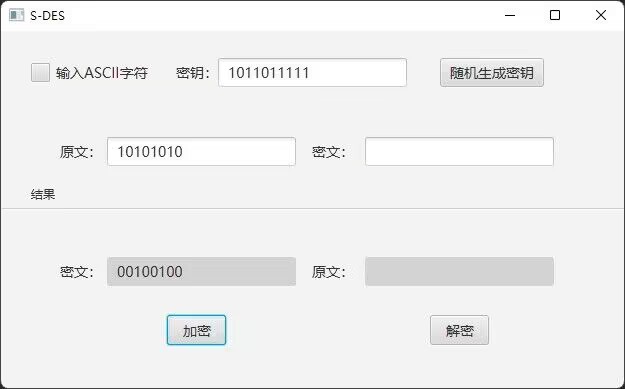 S-DES
输入ASCII字符 密钥： 1011011111 随机生成密钥
原文： 10101010 密文：
结果
密文： 00100100 原文：
加密 解密